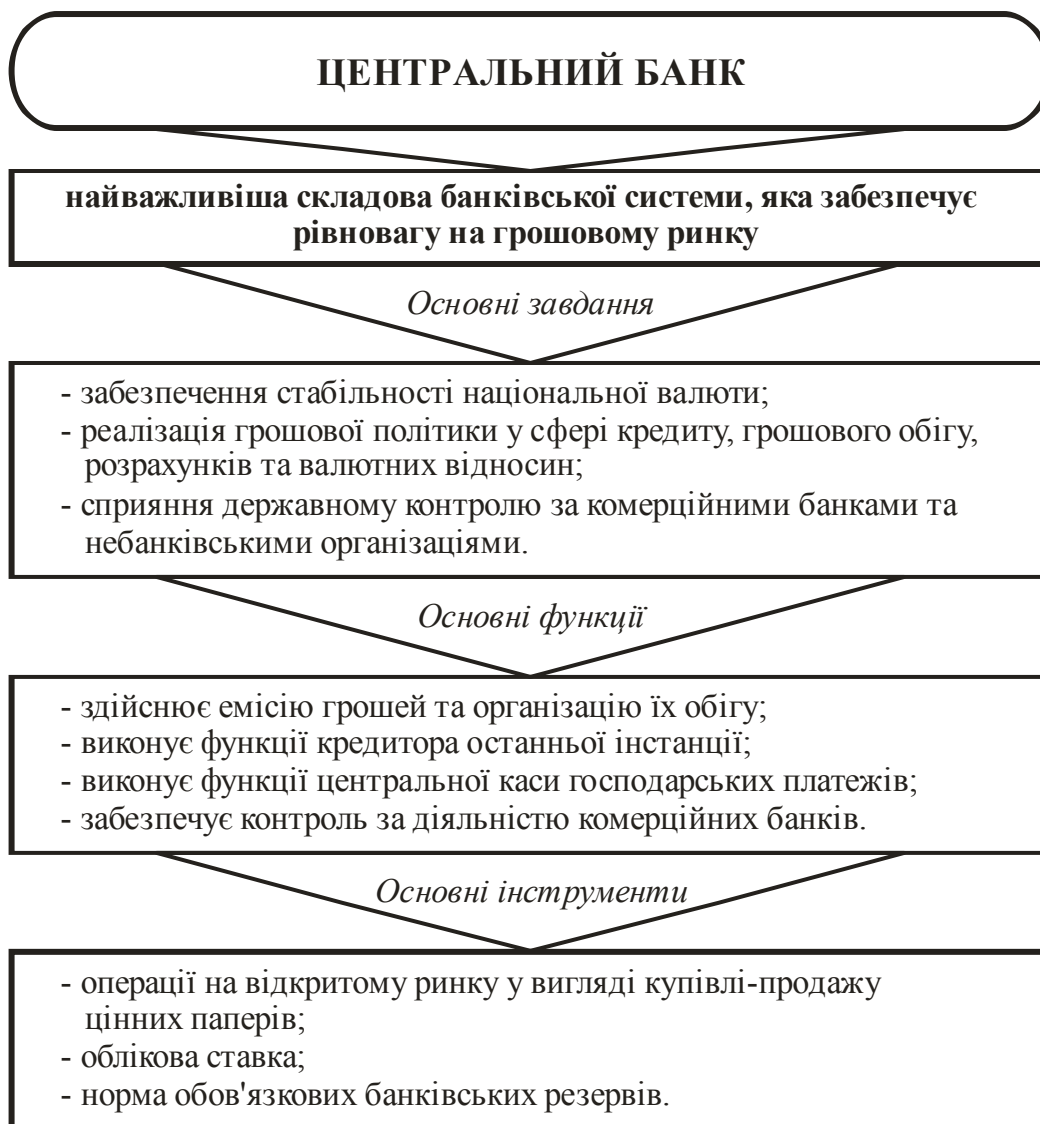 ЦЕНТРАЛЬНИЙ БАНК
найважливіша складова банківської системи, яка забезпечує
рівновагу на грошовому ринку
Основні завдання
- забезпечення стабільності національної валюти;
- реалізація грошової політики у сфері кредиту, грошового обігу,
розрахунків та валютних відносин;
- сприяння державному контролю за комерційними банками та
небанківськими організаціями.
Основні функції
- здійснює емісію грошей та організацію їх обігу;
- виконує функції кредитора останньої інстанції;
- виконує функції центральної каси господарських платежів;
- забезпечує контроль за діяльністю комерційних банків.
Основні інструменти
- операції на відкритому ринку у вигляді купівлі-продажу
цінних паперів;
- облікова ставка;
- норма обов'язкових банківських резервів.